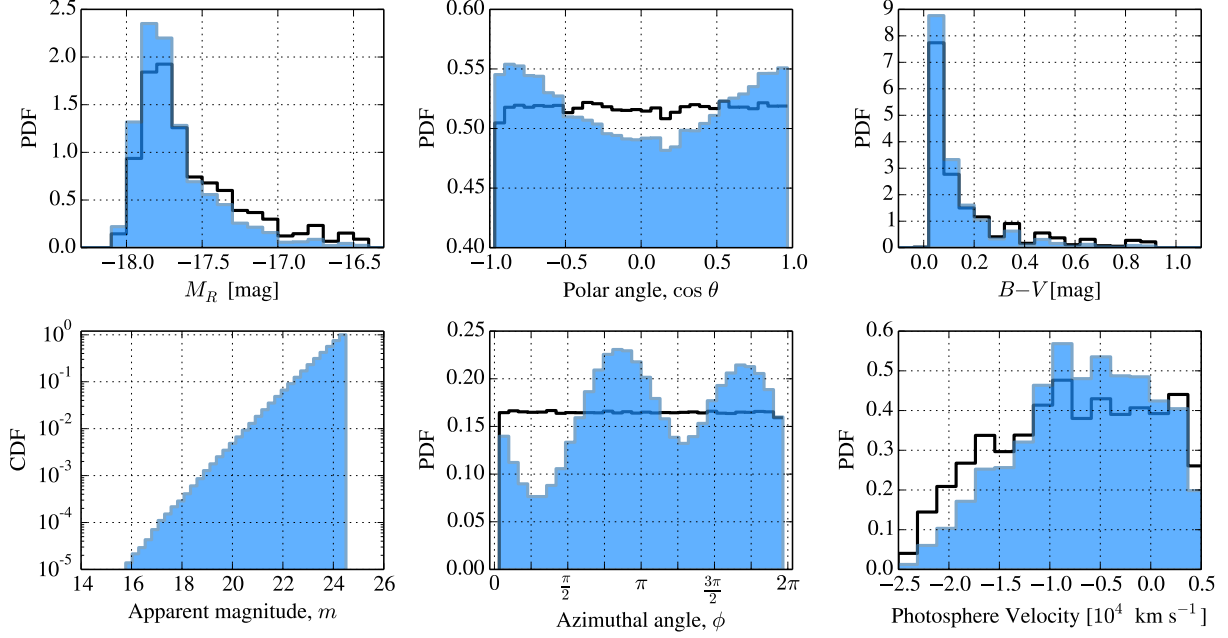 2.5
2.0
1.5
1.0
0.5
0.0
PDF
−18.0 −17.5 −17.0 −16.5
M_R [mag]
0.60
0.55
0.50
0.45
0.40
PDF
−1.0 −0.5 0.0 0.5 1.0
Polar angle, cos θ
9
8
7
6
5
4
3
2
1
0
PDF
0.0 0.2 0.4 0.6 0.8 1.0
B−V[mag]
10^0
10^-1
10^-2
10^-3
10^-4
10^-5
CDF
14 16 18 20 22 24 26
Apparent magnitude, m
0.25
0.20
0.15
0.10
0.05
0.00
PDF
0 π/2 π 3π/2 2π
Azimuthal angle, ϕ
0.6
0.5
0.4
0.3
0.2
0.1
0.0
PDF
−2.5 −2.0 −1.5 −1.0 −0.5 0.0 0.5
Photosphere Velocity [10^4 km s^−1]